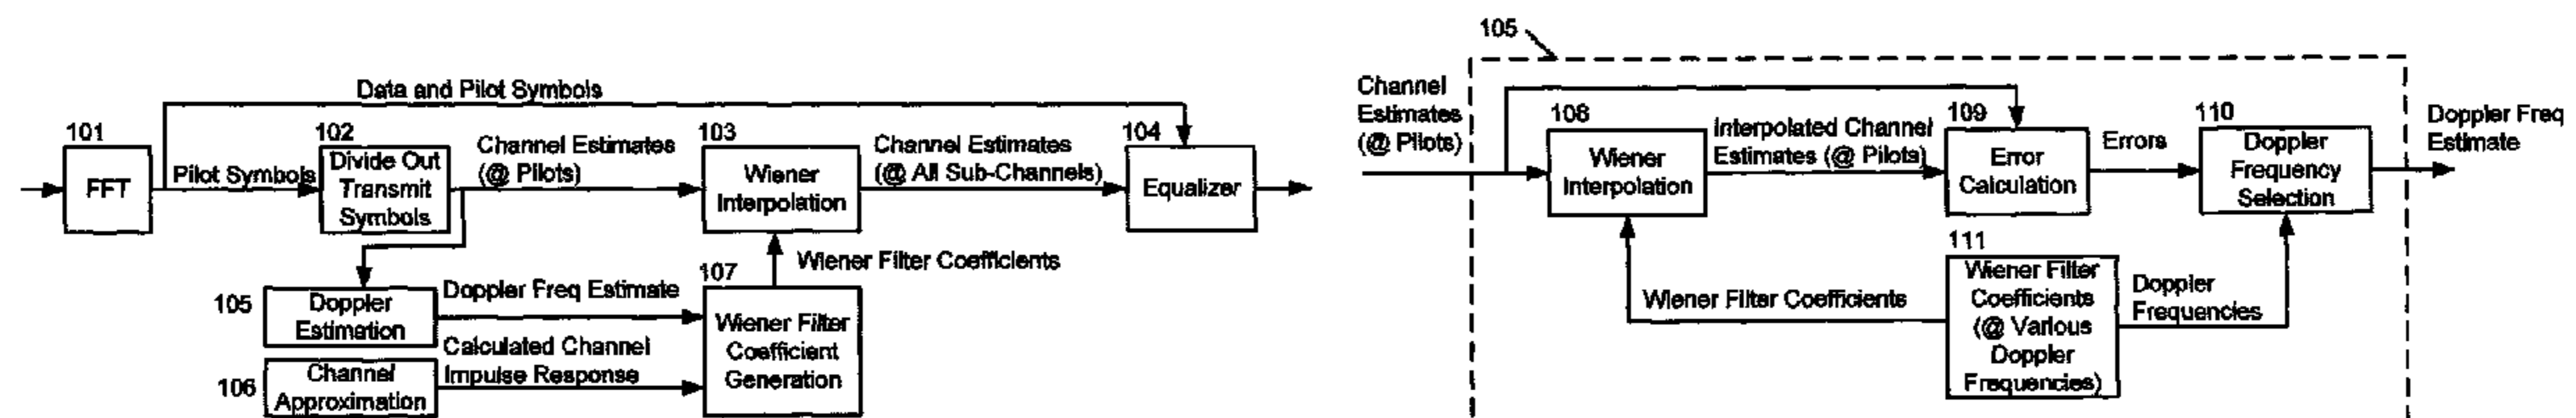 Data and Pilot Symbols
101
FFT
Pilot Symbols
102
Divide Out
Transmit
Symbols
Channel Estimates
(@ Pilots)
103
Wiener
Interpolation
Channel Estimates
(@ All Sub-Channels)
104
Equalizer
Wiener Filter Coefficients
105
Doppler
Estimation
Doppler Freq Estimate
106
Channel
Approximation
Calculated Channel
Impulse Response
107
Wiener Filter
Coefficient
Generation
105
Channel
Estimates
(@ Pilots)
108
Wiener
Interpolation
Interpolated Channel
Estimates (@ Pilots)
109
Error
Calculation
Errors
110
Doppler
Frequency
Selection
Doppler Freq
Estimate
Wiener Filter Coefficients
111
Wiener Filter
Coefficients
(@ Various
Doppler
Frequencies)
Doppler
Frequencies